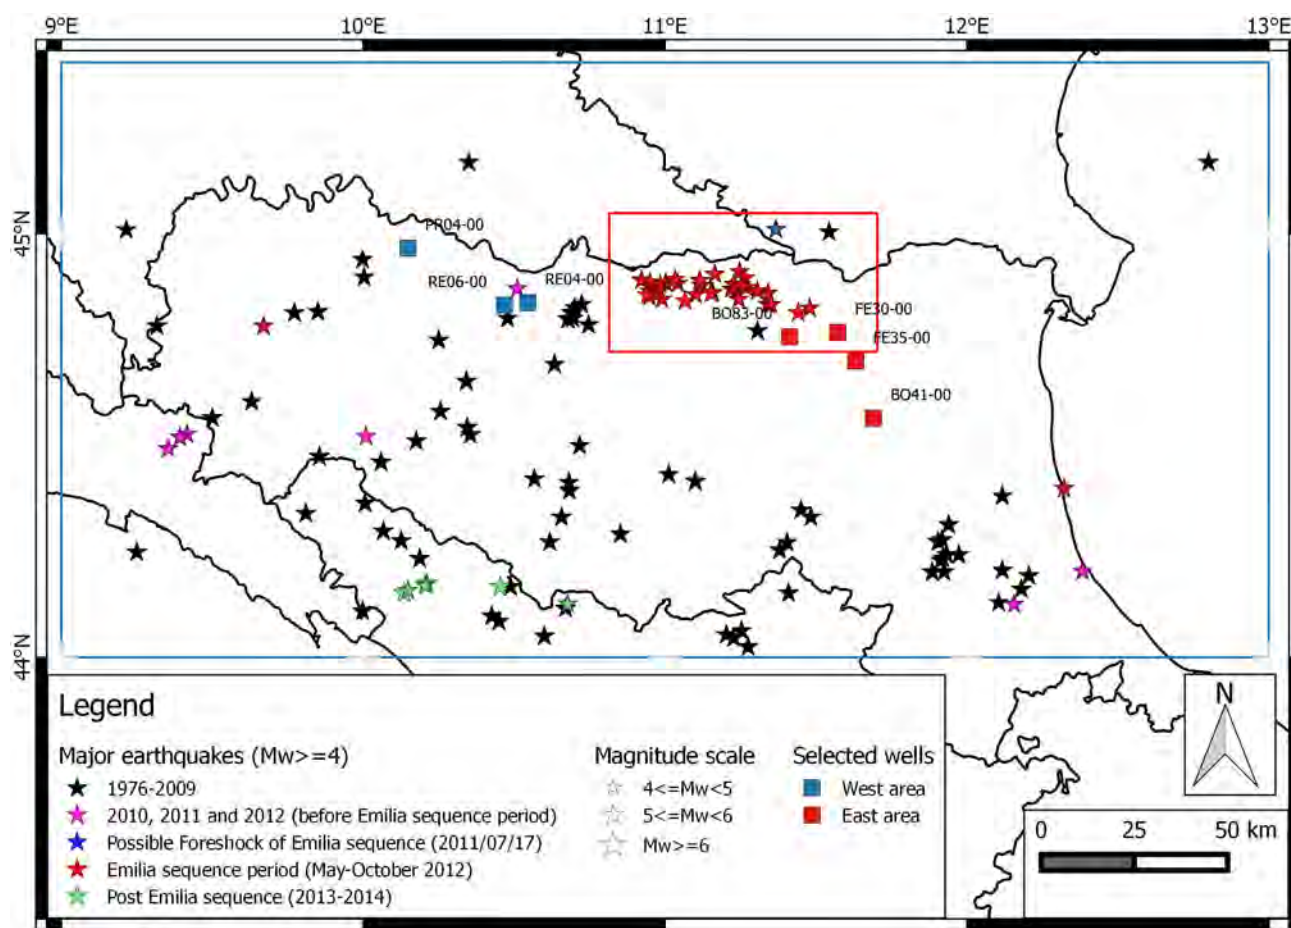 9°E 10°E 11°E 12°E 13°E
45°N
44°N
PR04-00
RE06-00
RE04-00
BO83-00
FE30-00
FE35-00
BO41-00
Legend
Major earthquakes (Mw>=4)
1976-2009
2010, 2011 and 2012 (before Emilia sequence period)
Possible Foreshock of Emilia sequence (2011/07/17)
Emilia sequence period (May-October 2012)
Post Emilia sequence (2013-2014)
Magnitude scale
4<=Mw<5
5<=Mw<6
Mw>=6
Selected wells
West area
East area
N
0 25 50 km